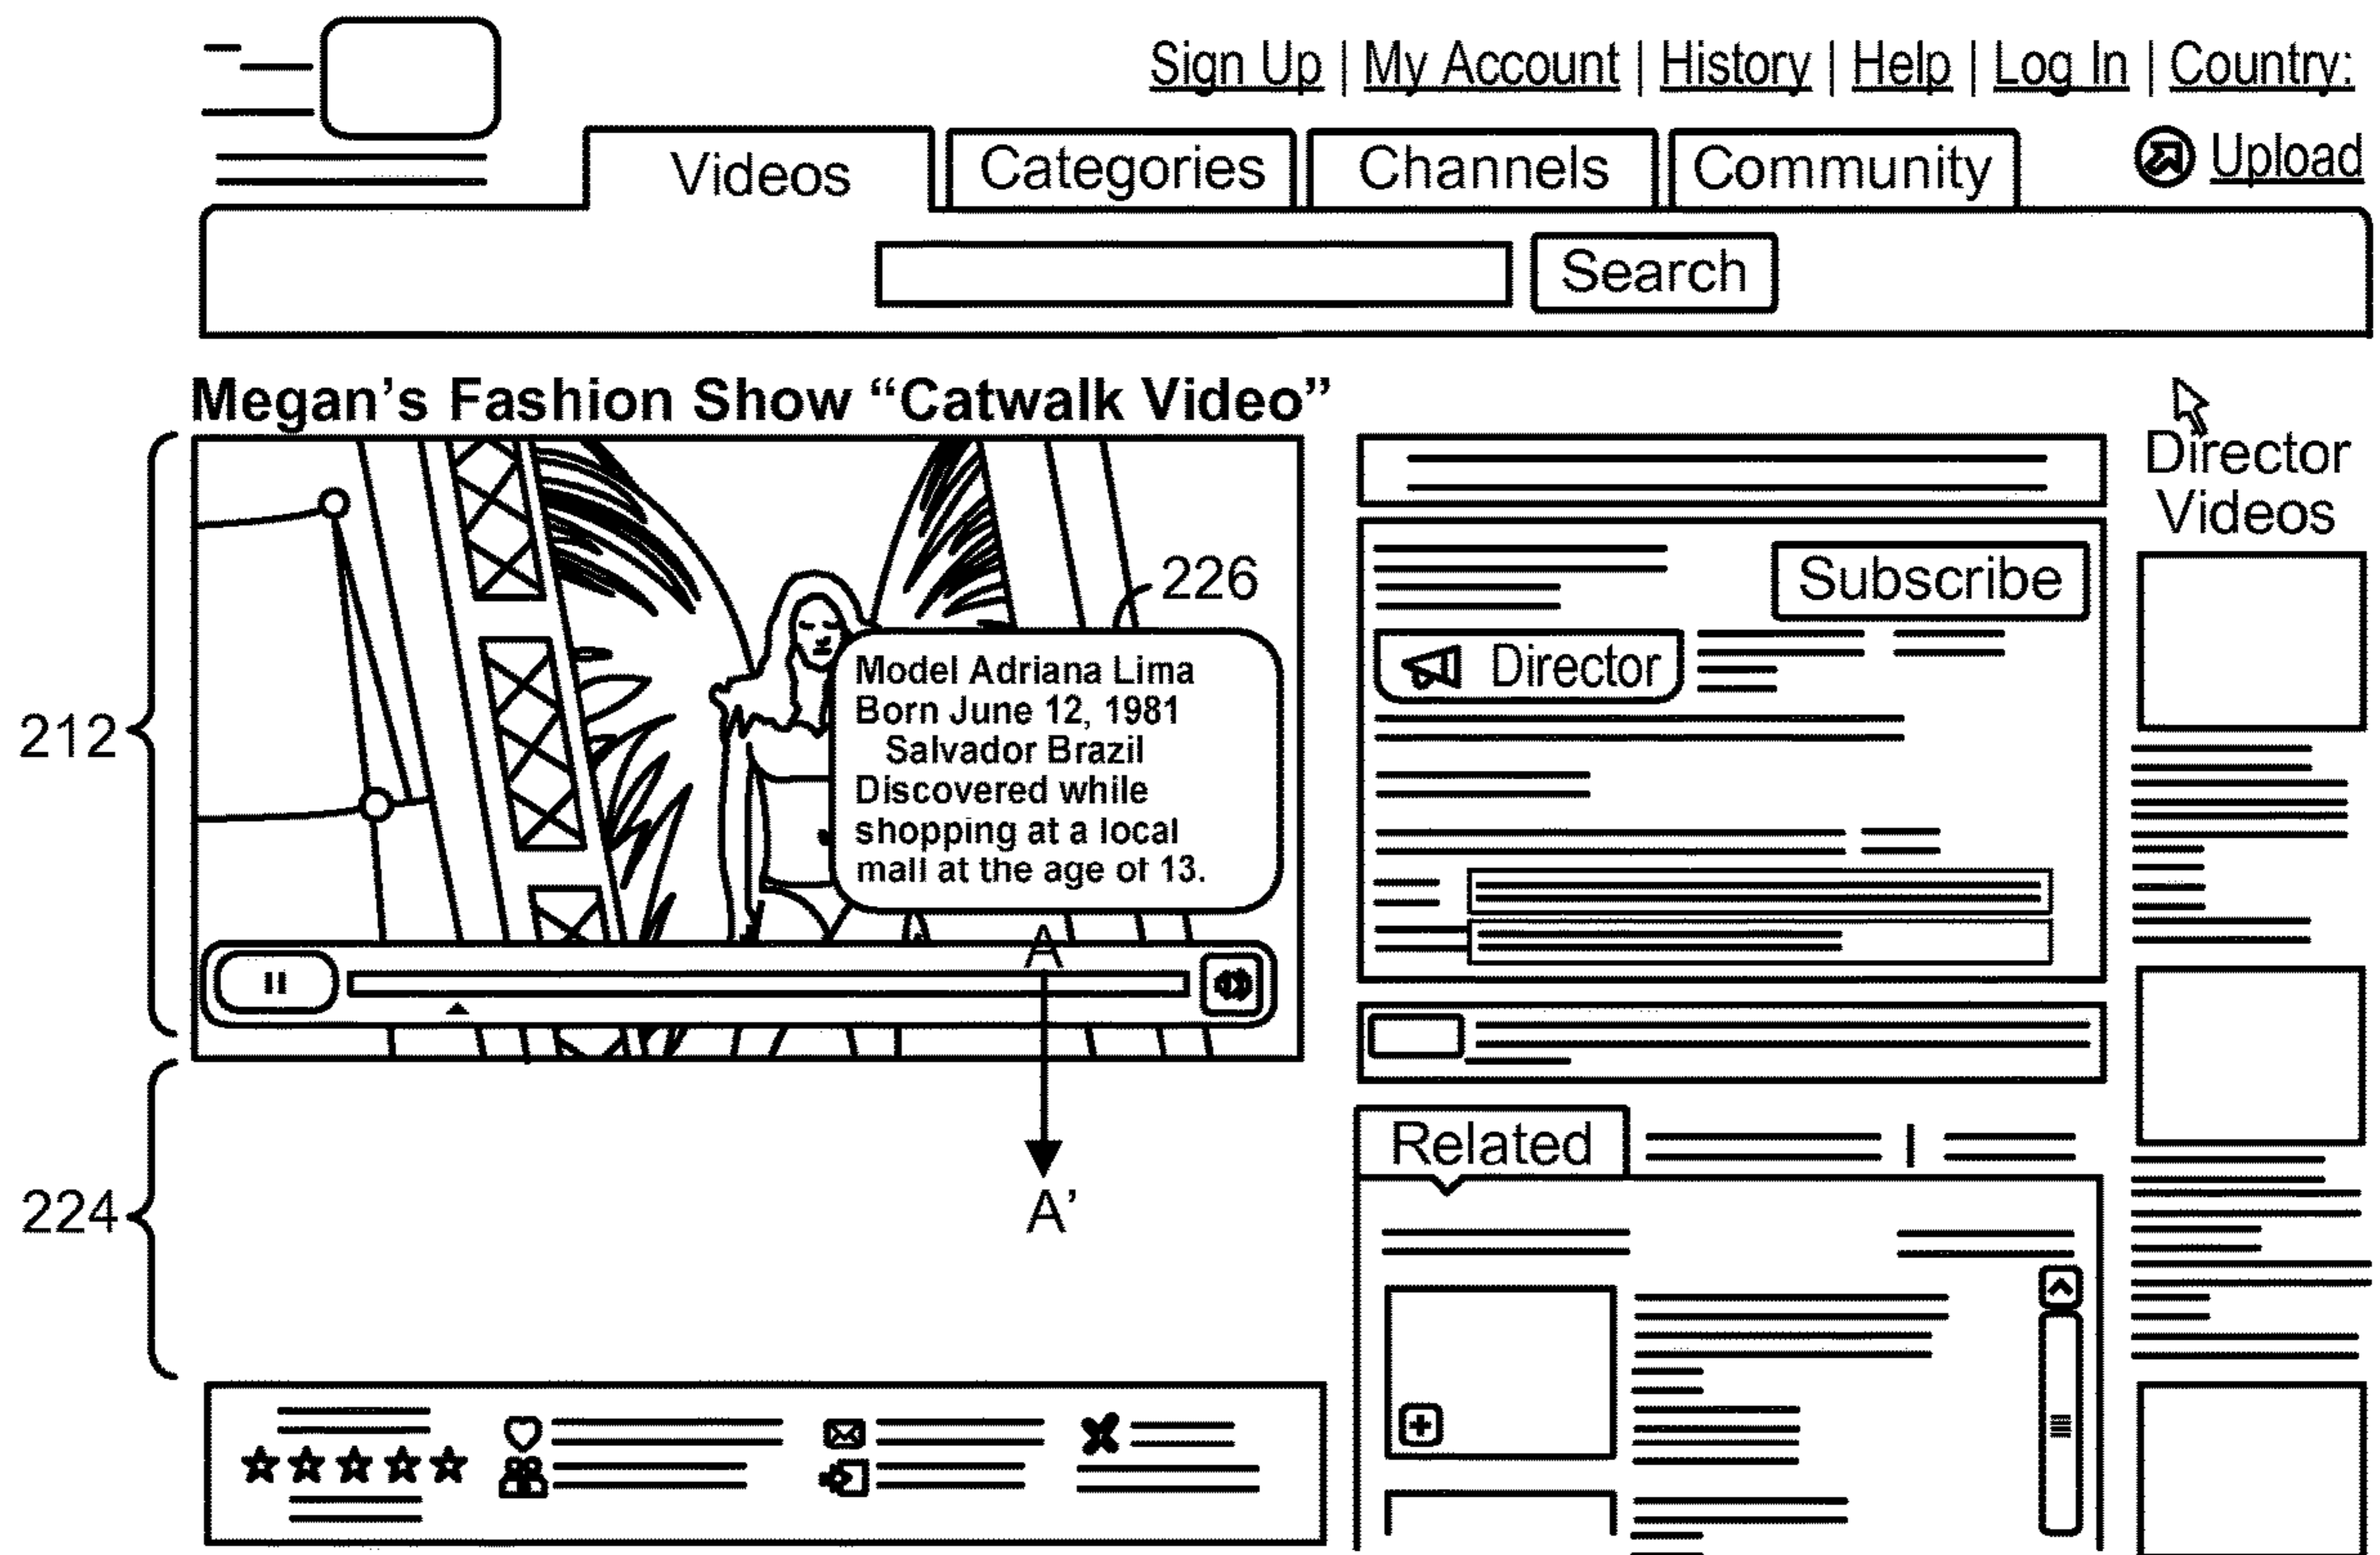 Sign Up | My Account | History | Help | Log In | Country:
Videos
Categories
Channels
Community
Upload
Search
Megan’s Fashion Show “Catwalk Video”
Director
Videos
226
Subscribe
Model Adriana Lima
Born June 12, 1981
Salvador Brazil
Discovered while
shopping at a local
mall at the age of 13.
Director
212
A
Related
A’
224